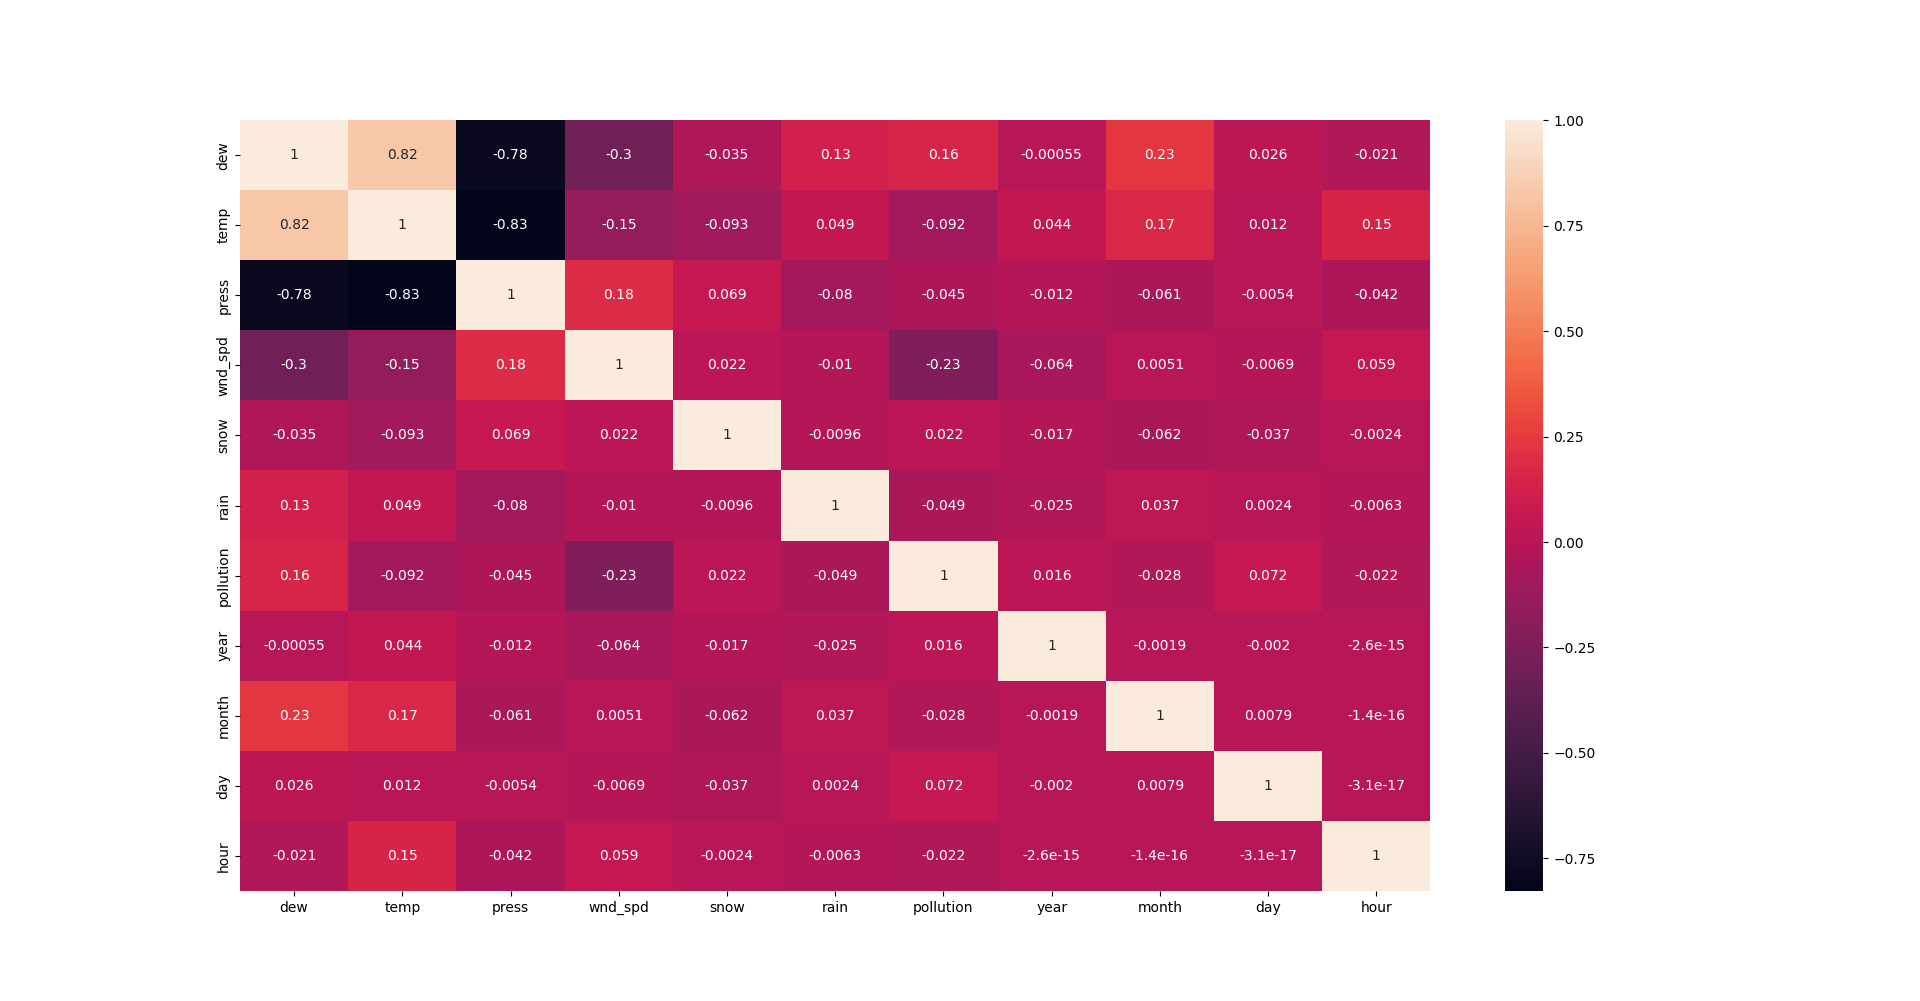 dew 1 0.82 -0.78 -0.3 -0.035 0.13 0.16 -0.00055 0.23 0.026 -0.021
temp 0.82 1 -0.83 -0.15 -0.093 0.049 -0.092 0.044 0.17 0.012 0.15
press -0.78 -0.83 1 0.18 0.069 -0.08 -0.045 -0.012 -0.061 -0.0054 -0.042
wnd_spd -0.3 -0.15 0.18 1 0.022 -0.01 -0.23 -0.064 0.0051 -0.0069 0.059
snow -0.035 -0.093 0.069 0.022 1 -0.0096 0.022 -0.017 -0.062 -0.037 -0.0024
rain 0.13 0.049 -0.08 -0.01 -0.0096 1 -0.049 -0.025 0.037 0.0024 -0.0063
pollution 0.16 -0.092 -0.045 -0.23 0.022 -0.049 1 0.016 -0.028 0.072 -0.022
year -0.00055 0.044 -0.012 -0.064 -0.017 -0.025 0.016 1 -0.0019 -0.002 -2.6e-15
month 0.23 0.17 -0.061 0.0051 -0.062 0.037 -0.028 -0.0019 1 0.0079 -1.4e-16
day 0.026 0.012 -0.0054 -0.0069 -0.037 0.0024 0.072 -0.002 0.0079 1 -3.1e-17
hour -0.021 0.15 -0.042 0.059 -0.0024 -0.0063 -0.022 -2.6e-15 -1.4e-16 -3.1e-17 1
dew temp press wnd_spd snow rain pollution year month day hour
1.00
0.75
0.50
0.25
0.00
−0.25
−0.50
−0.75